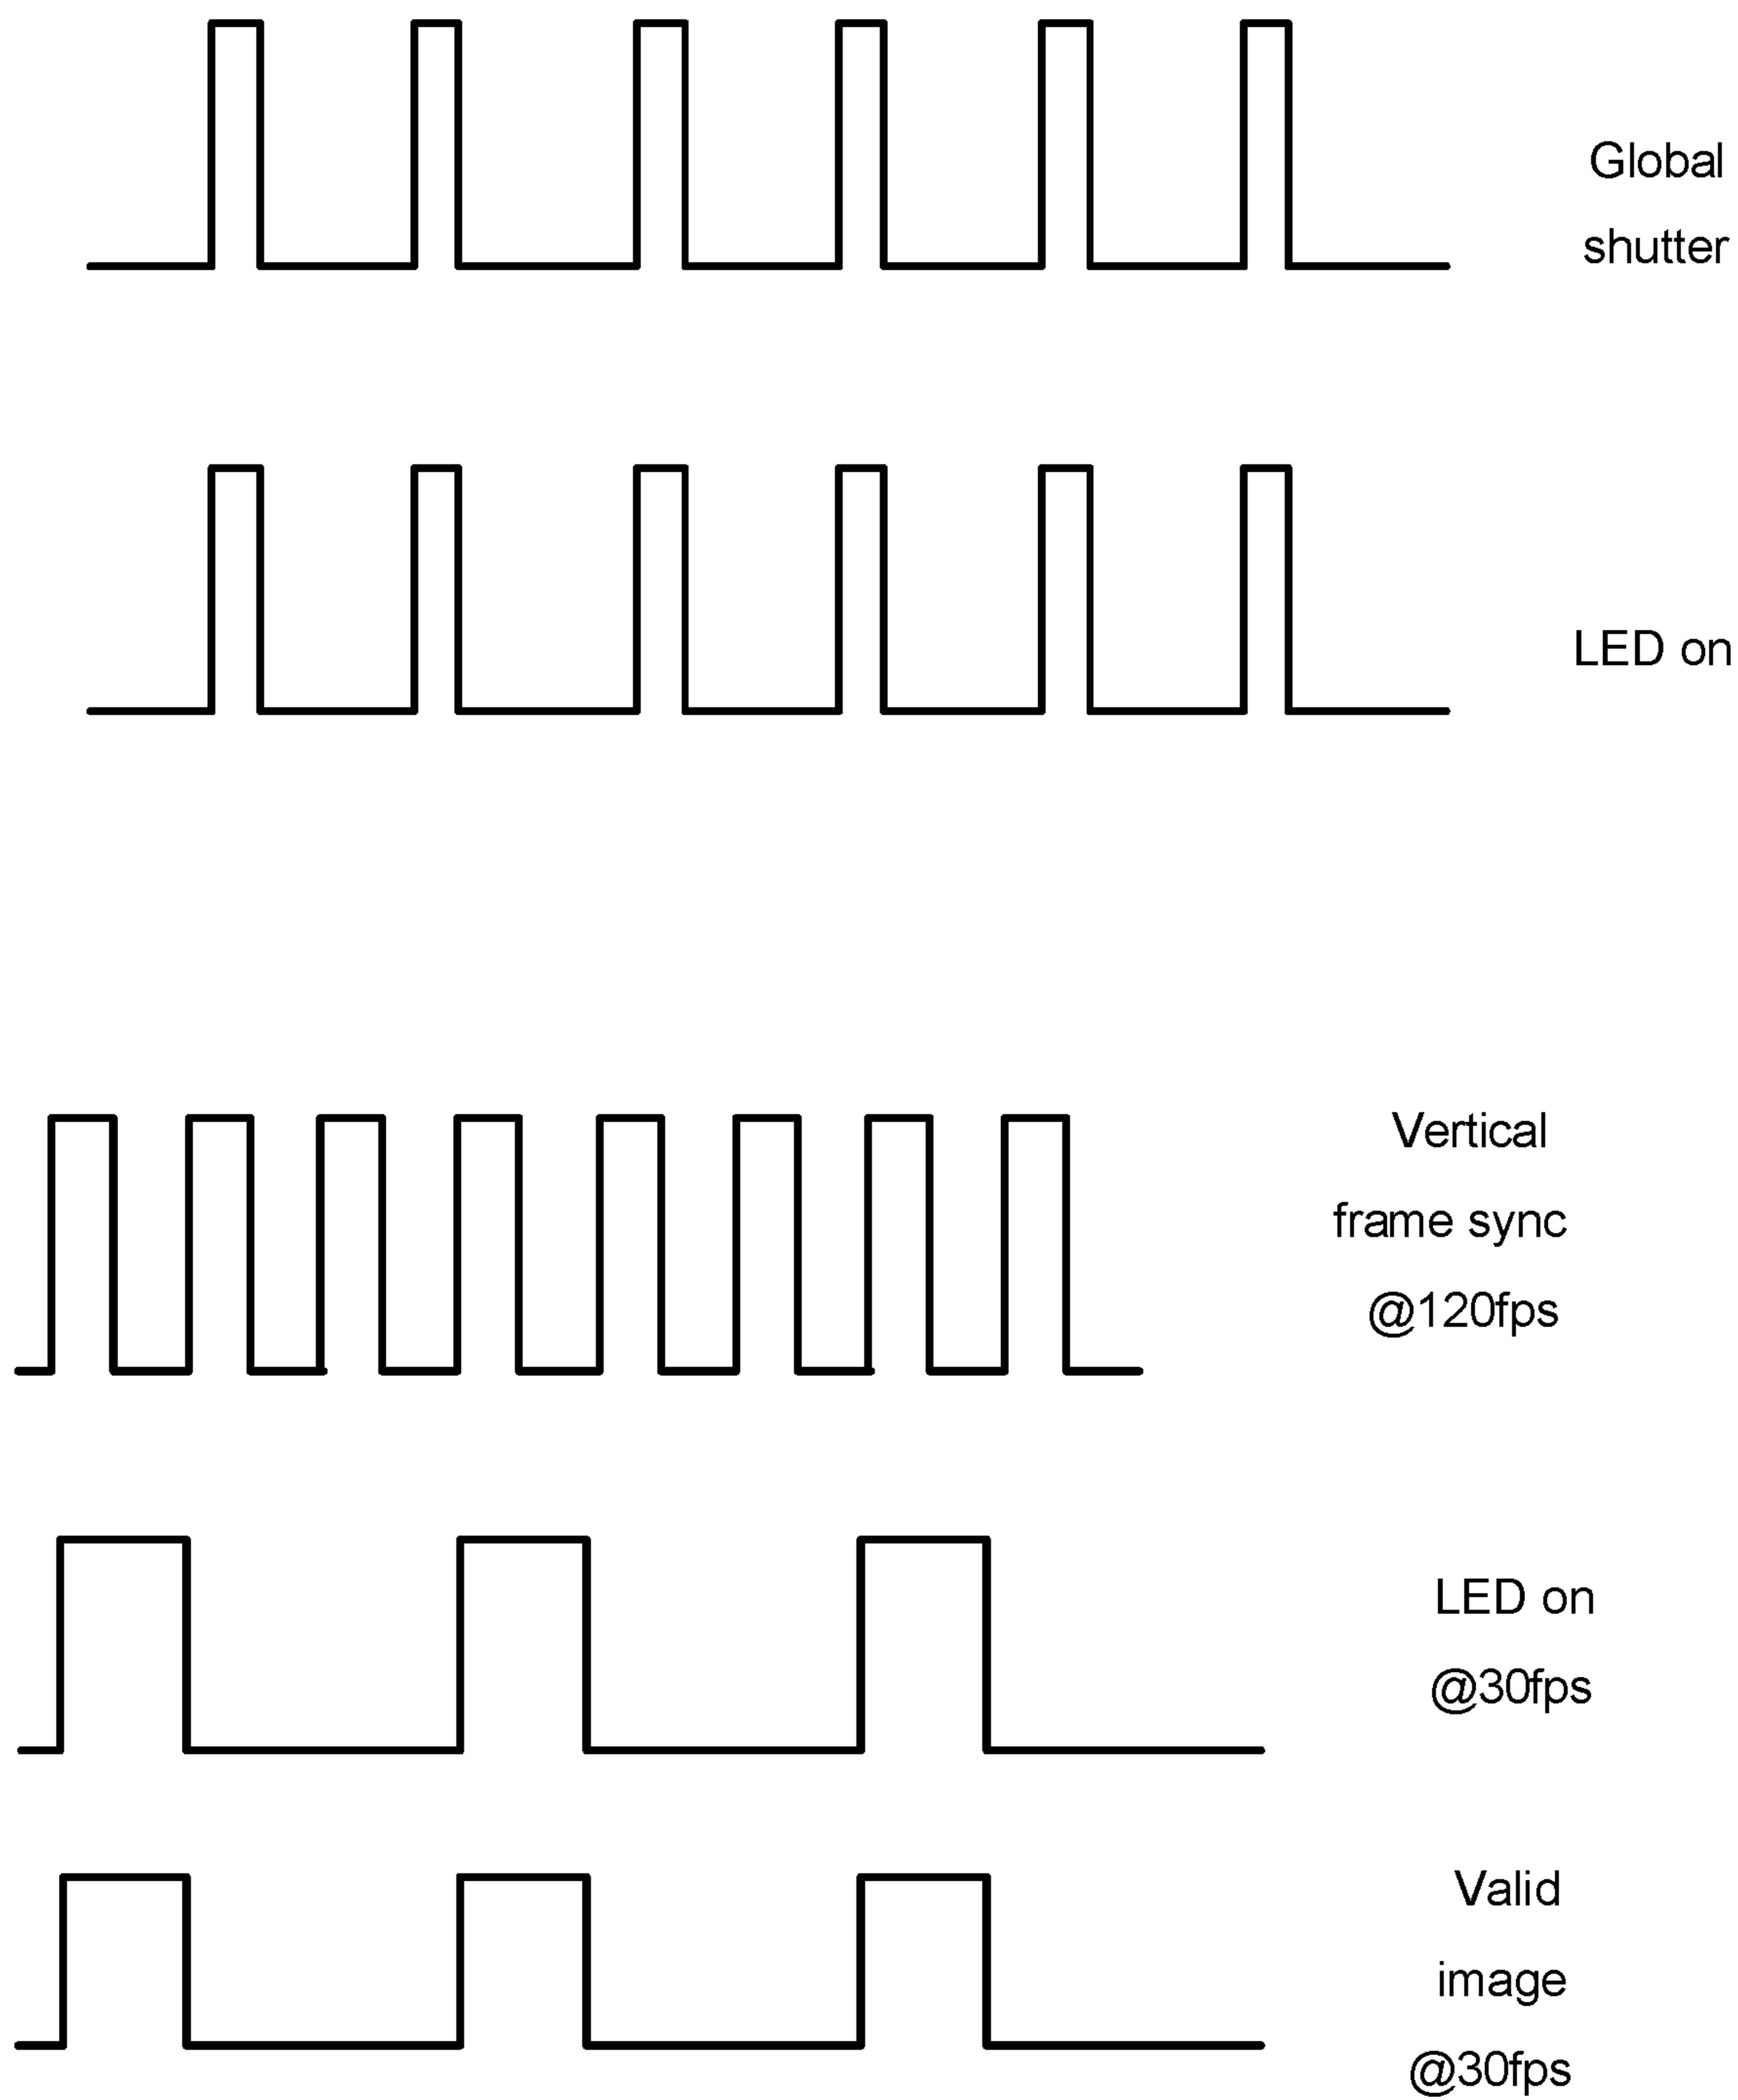 Global
shutter
LED on
Vertical
frame sync
@120fps
LED on
@30fps
Valid
image
@30fps